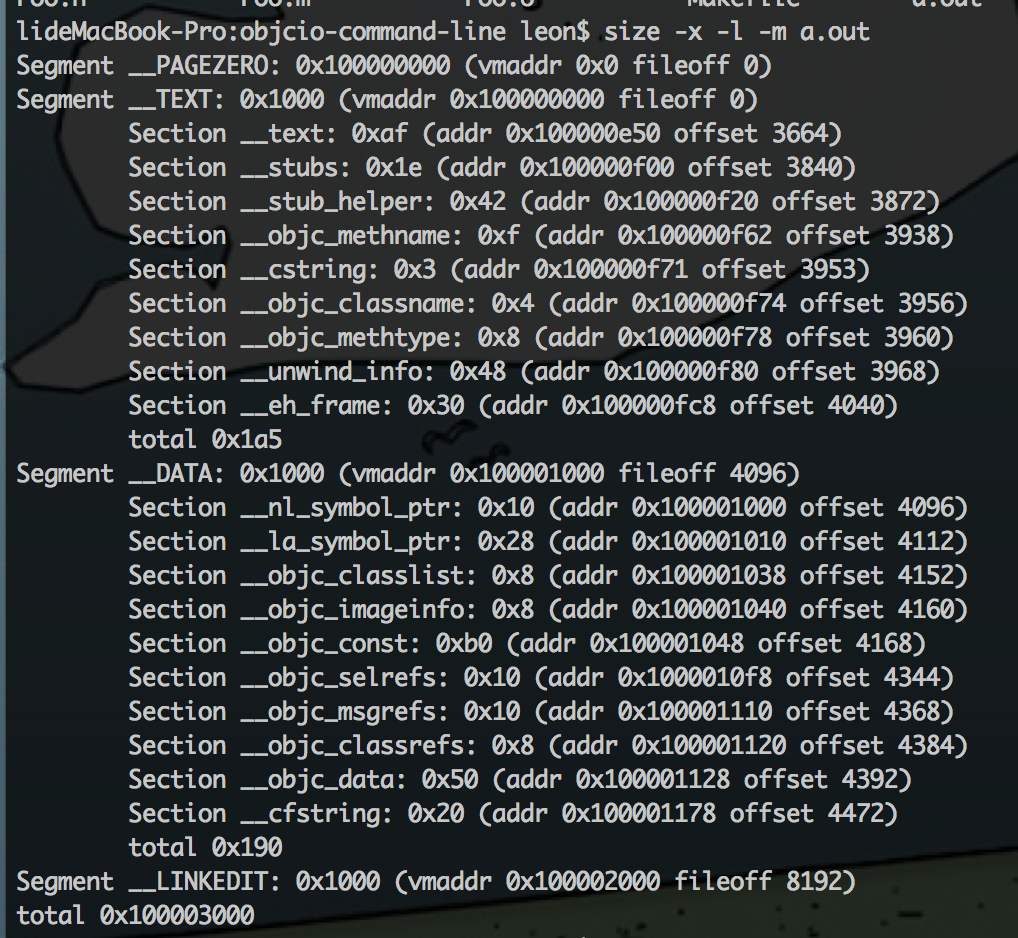 foo.h foo.m foo.o Makefile a.out
lideMacBook-Pro:objcio-command-line leon$ size -x -l -m a.out
Segment __PAGEZERO: 0x100000000 (vmaddr 0x0 fileoff 0)
Segment __TEXT: 0x1000 (vmaddr 0x100000000 fileoff 0)
Section __text: 0xaf (addr 0x100000e50 offset 3664)
Section __stubs: 0x1e (addr 0x100000f00 offset 3840)
Section __stub_helper: 0x42 (addr 0x100000f20 offset 3872)
Section __objc_methname: 0xf (addr 0x100000f62 offset 3938)
Section __cstring: 0x3 (addr 0x100000f71 offset 3953)
Section __objc_classname: 0x4 (addr 0x100000f74 offset 3956)
Section __objc_methtype: 0x8 (addr 0x100000f78 offset 3960)
Section __unwind_info: 0x48 (addr 0x100000f80 offset 3968)
Section __eh_frame: 0x30 (addr 0x100000fc8 offset 4040)
total 0x1a5
Segment __DATA: 0x1000 (vmaddr 0x100001000 fileoff 4096)
Section __nl_symbol_ptr: 0x10 (addr 0x100001000 offset 4096)
Section __la_symbol_ptr: 0x28 (addr 0x100001010 offset 4112)
Section __objc_classlist: 0x8 (addr 0x100001038 offset 4152)
Section __objc_imageinfo: 0x8 (addr 0x100001040 offset 4160)
Section __objc_const: 0xb0 (addr 0x100001048 offset 4168)
Section __objc_selrefs: 0x10 (addr 0x1000010f8 offset 4344)
Section __objc_msgrefs: 0x10 (addr 0x100001110 offset 4368)
Section __objc_classrefs: 0x8 (addr 0x100001120 offset 4384)
Section __objc_data: 0x50 (addr 0x100001128 offset 4392)
Section __cfstring: 0x20 (addr 0x100001178 offset 4472)
total 0x190
Segment __LINKEDIT: 0x1000 (vmaddr 0x100002000 fileoff 8192)
total 0x100003000